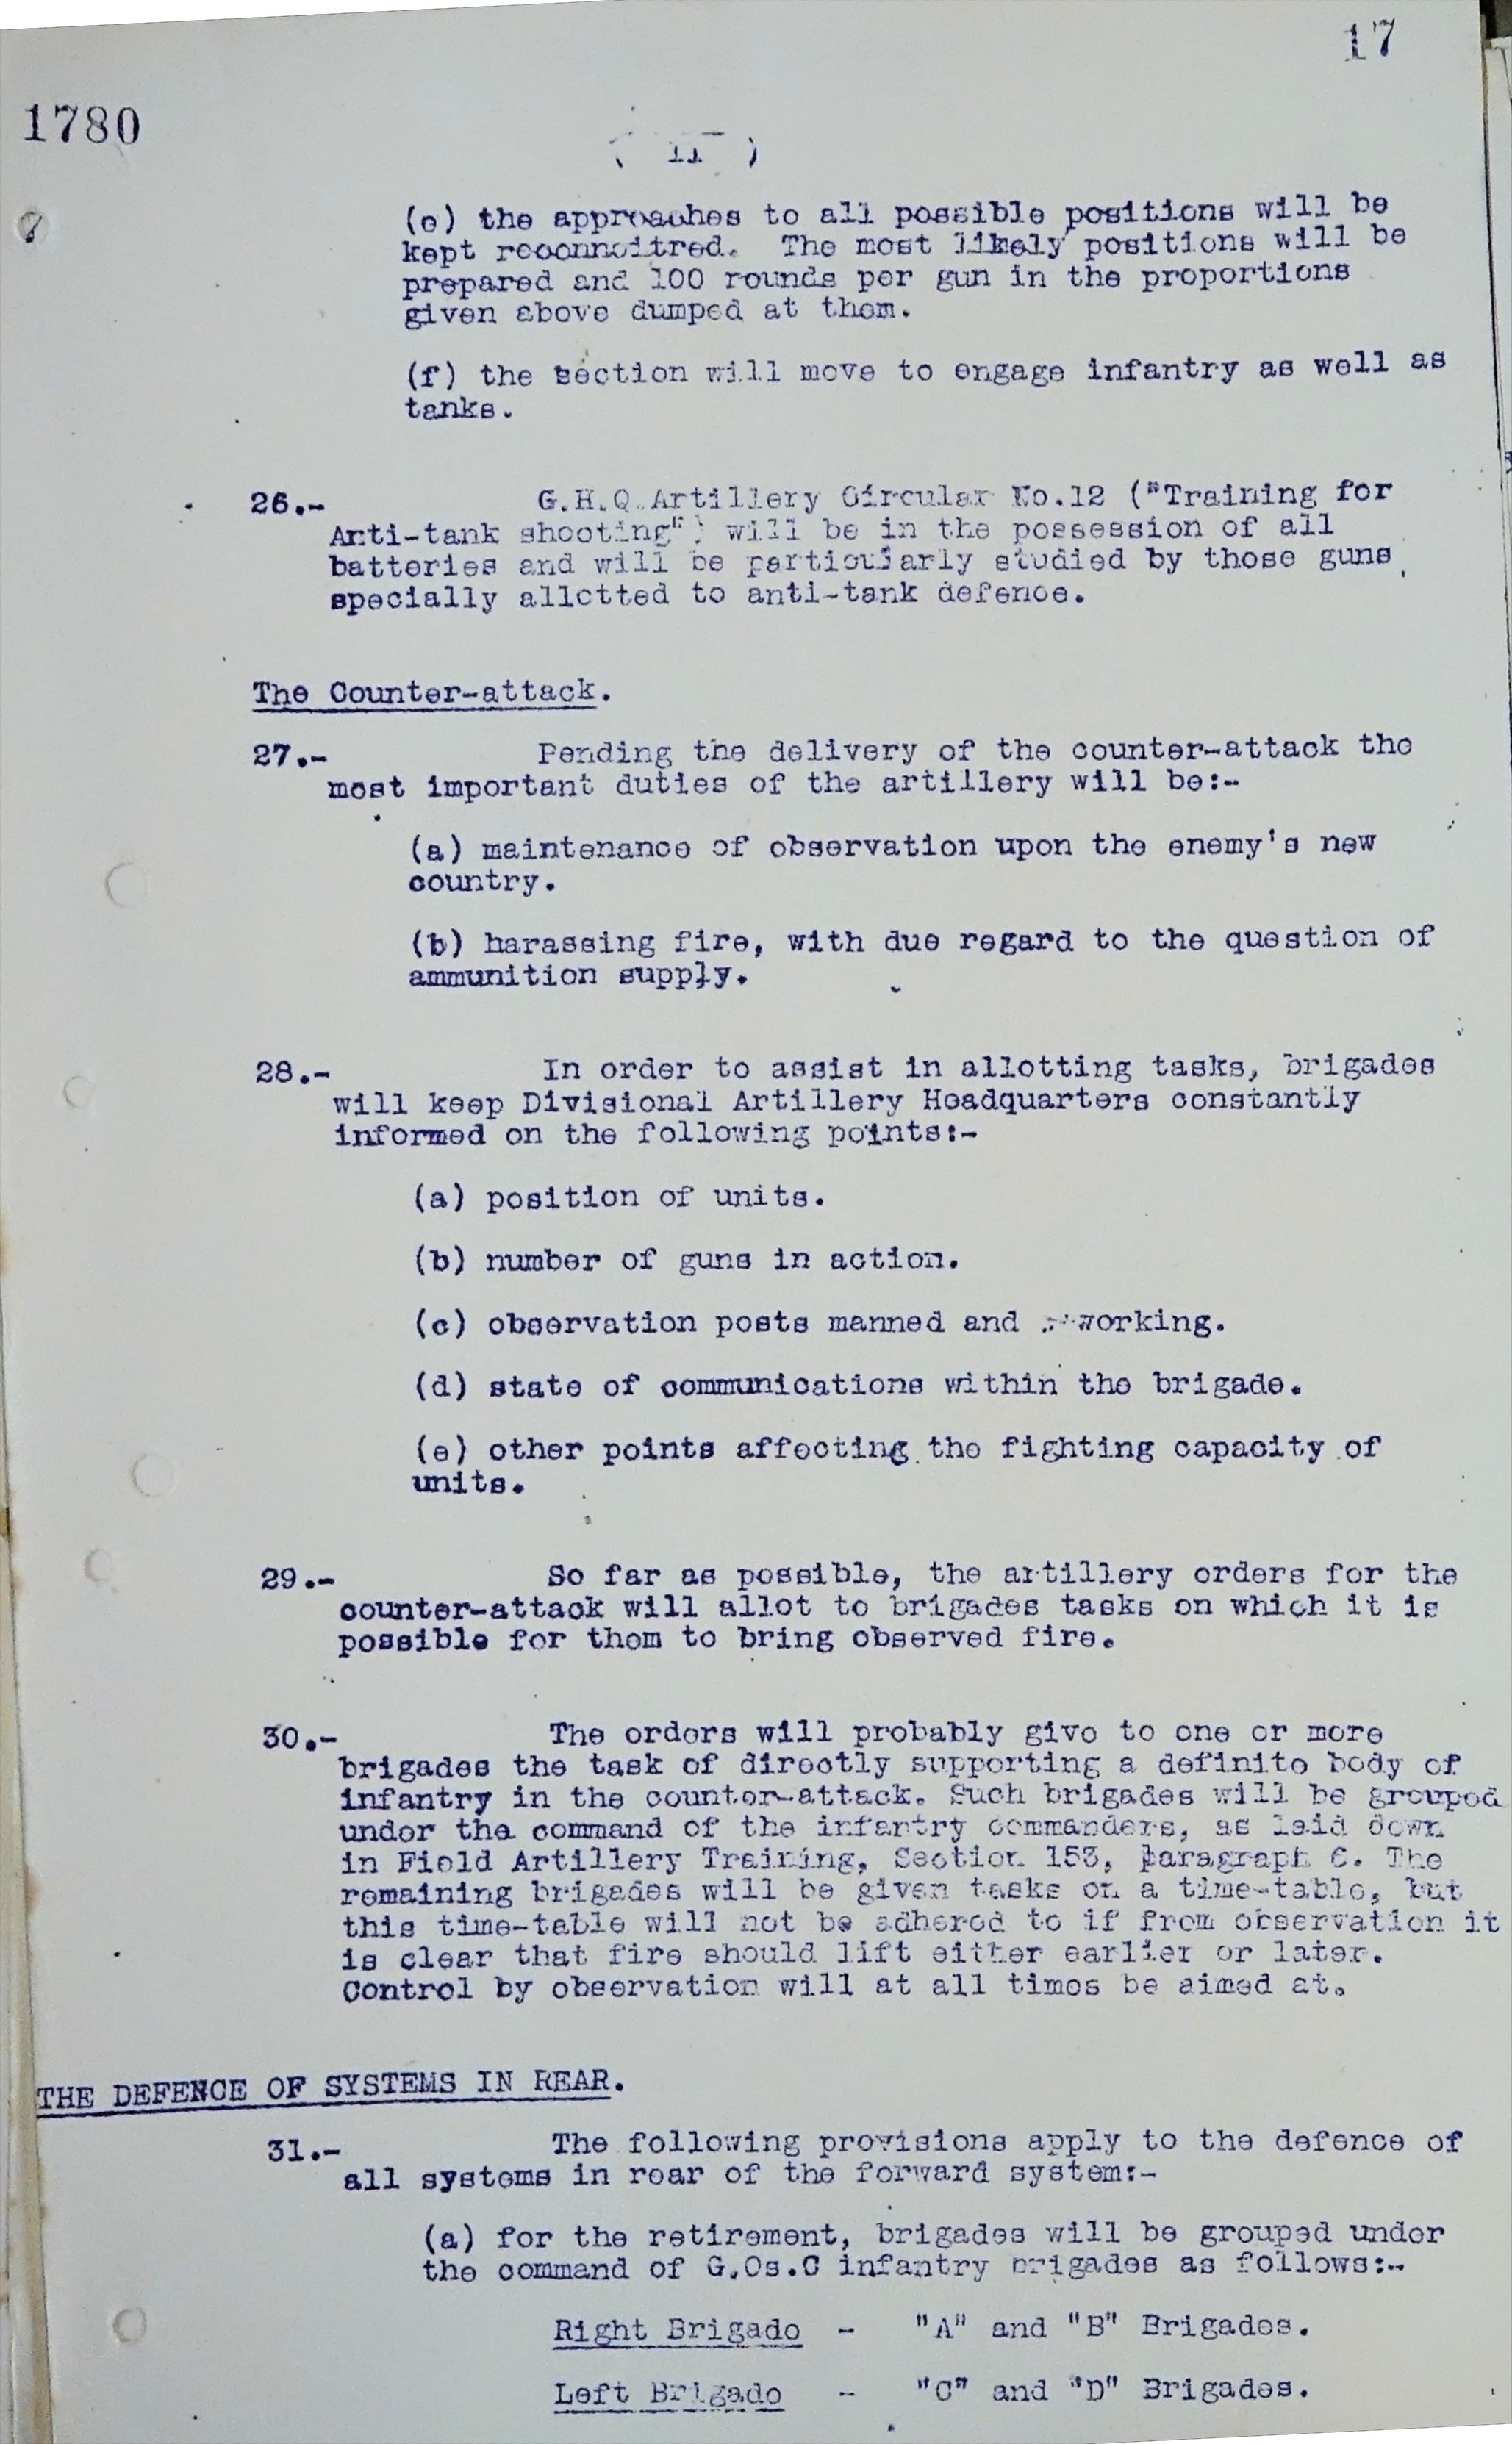 17
1780
( 11 )
(e) the approaches to all possible positions will be
kept reconnoitred. The most likely positions will be
prepared and 100 rounds per gun in the proportions
given above dumped at them.
(f) the section will move to engage infantry as well as
tanks.
26.- G.H.Q. Artillery Circular No.12 ("Training for
Anti-tank shooting") will be in the possession of all
batteries and will be particularly studied by those guns
specially allotted to anti-tank defence.
The Counter-attack.
27.- Pending the delivery of the counter-attack the
most important duties of the artillery will be:-
(a) maintenance of observation upon the enemy's new
country.
(b) harassing fire, with due regard to the question of
ammunition supply.
28.- In order to assist in allotting tasks, brigades
will keep Divisional Artillery Headquarters constantly
informed on the following points:-
(a) position of units.
(b) number of guns in action.
(c) observation posts manned and working.
(d) state of communications within the brigade.
(e) other points affecting the fighting capacity of
units.
29.- So far as possible, the artillery orders for the
counter-attack will allot to brigades tasks on which it is
possible for them to bring observed fire.
30.- The orders will probably give to one or more
brigades the task of directly supporting a definite body of
infantry in the counter-attack. Such brigades will be grouped
under the command of the infantry commanders, as laid down
in Field Artillery Training, Section 153, paragraph 6. The
remaining brigades will be given tasks on a time-table, but
this time-table will not be adhered to if from observation it
is clear that fire should lift either earlier or later.
Control by observation will at all times be aimed at.
THE DEFENCE OF SYSTEMS IN REAR.
31.- The following provisions apply to the defence of
all systems in rear of the forward system:-
(a) for the retirement, brigades will be grouped under
the command of G.Os.C infantry brigades as follows:-
Right Brigade - "A" and "B" Brigades.
Left Brigade - "C" and "D" Brigades.